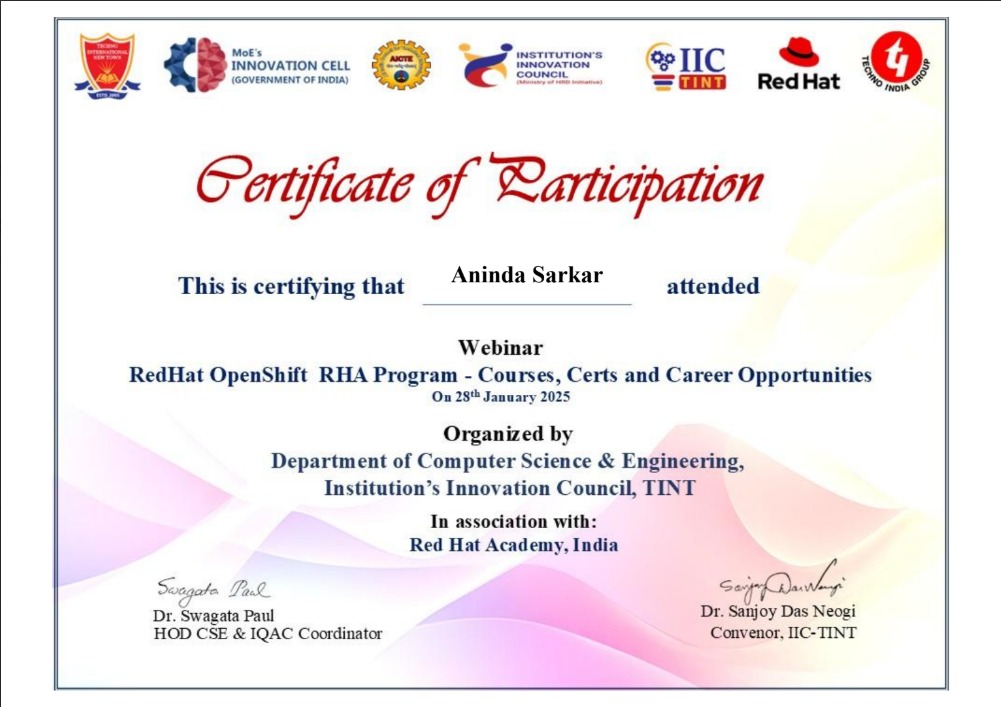 TECHNO
INTERNATIONAL
NEW TOWN
ESTD. 2005
MoE's
INNOVATION CELL
(GOVERNMENT OF INDIA)
AICTE
INSTITUTION'S
INNOVATION
COUNCIL
(Ministry of HRD Initiative)
IIC
TINT
Red Hat
TECHNO INDIA GROUP
Certificate of Participation
This is certifying that Aninda Sarkar attended
Webinar
RedHat OpenShift RHA Program - Courses, Certs and Career Opportunities
On 28th January 2025
Organized by
Department of Computer Science & Engineering,
Institution's Innovation Council, TINT
In association with:
Red Hat Academy, India
Swagata Paul
Sanjoy Das Neogi
Dr. Swagata Paul
HOD CSE & IQAC Coordinator
Dr. Sanjoy Das Neogi
Convenor, IIC-TINT